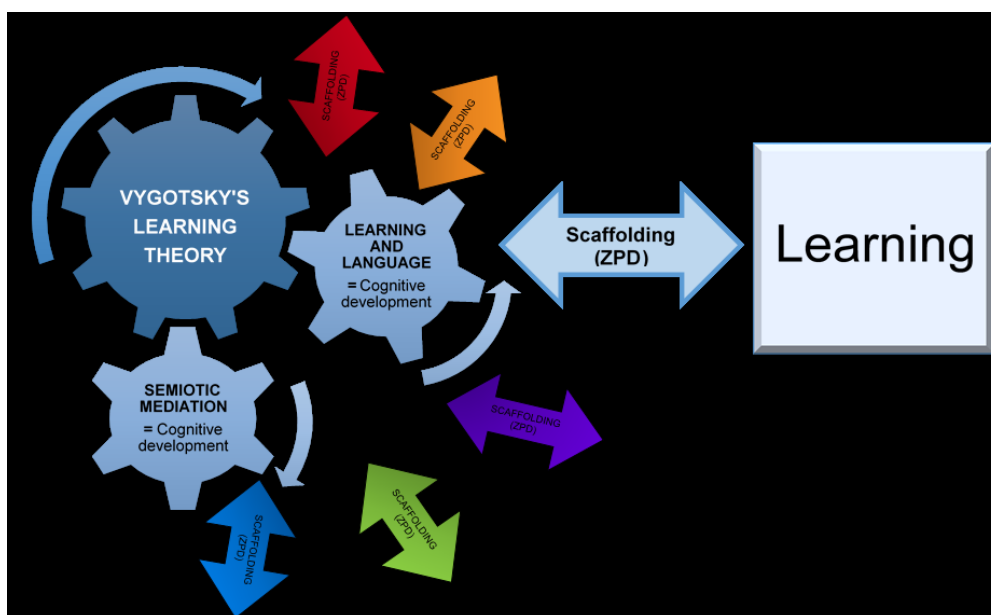 SCAFFOLDING
(ZPD)
SCAFFOLDING
(ZPD)
VYGOTSKY'S
LEARNING
THEORY
LEARNING
AND
LANGUAGE
= Cognitive
development
Scaffolding
(ZPD)
Learning
SEMIOTIC
MEDIATION
= Cognitive
development
SCAFFOLDING
(ZPD)
SCAFFOLDING
(ZPD)
SCAFFOLDING
(ZPD)